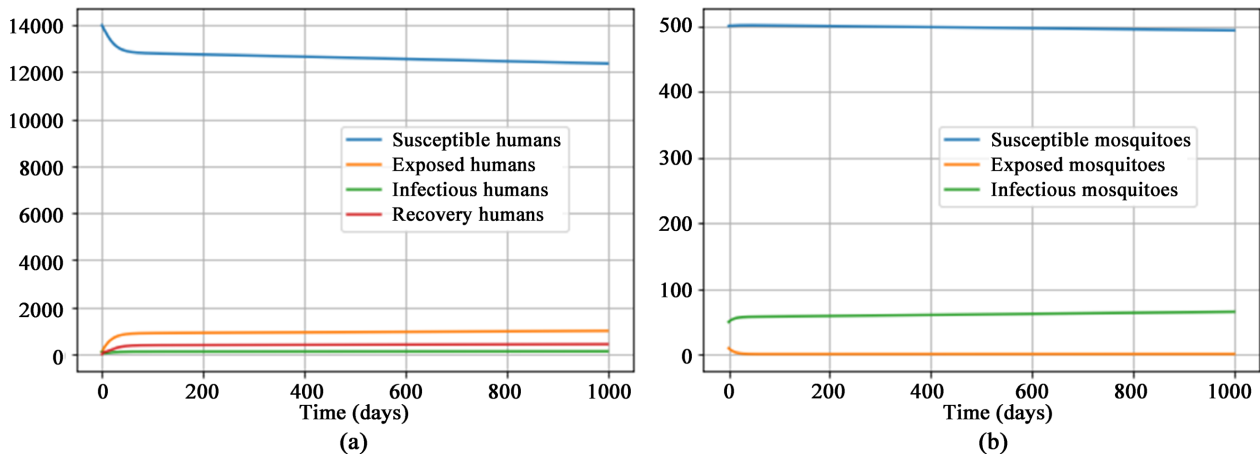 14000
12000
10000
8000
6000
4000
2000
0
Susceptible humans
Exposed humans
Infectious humans
Recovery humans
0 200 400 600 800 1000
Time (days)
(a)
500
400
300
200
100
0
Susceptible mosquitoes
Exposed mosquitoes
Infectious mosquitoes
0 200 400 600 800 1000
Time (days)
(b)